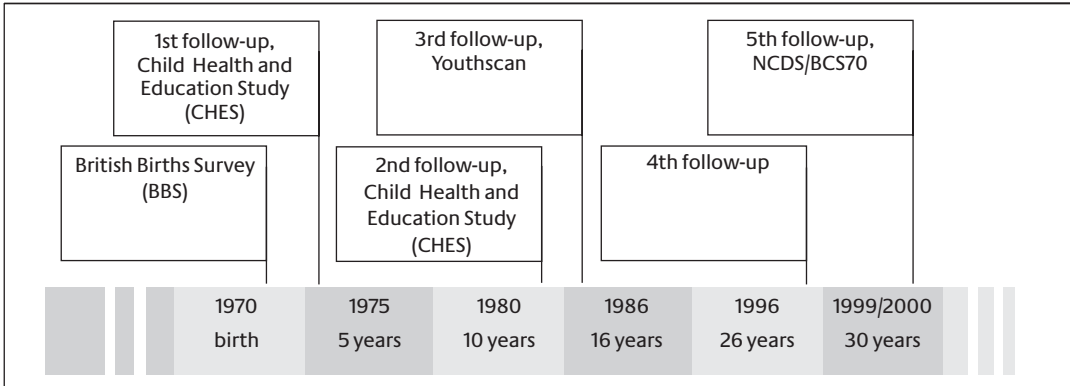 1st follow-up,
Child Health and
Education Study
(CHES)
3rd follow-up,
Youthscan
5th follow-up,
NCDS/BCS70
British Births Survey
(BBS)
2nd follow-up,
Child Health and
Education Study
(CHES)
4th follow-up
1970
1975
1980
1986
1996
1999/2000
birth
5 years
10 years
16 years
26 years
30 years